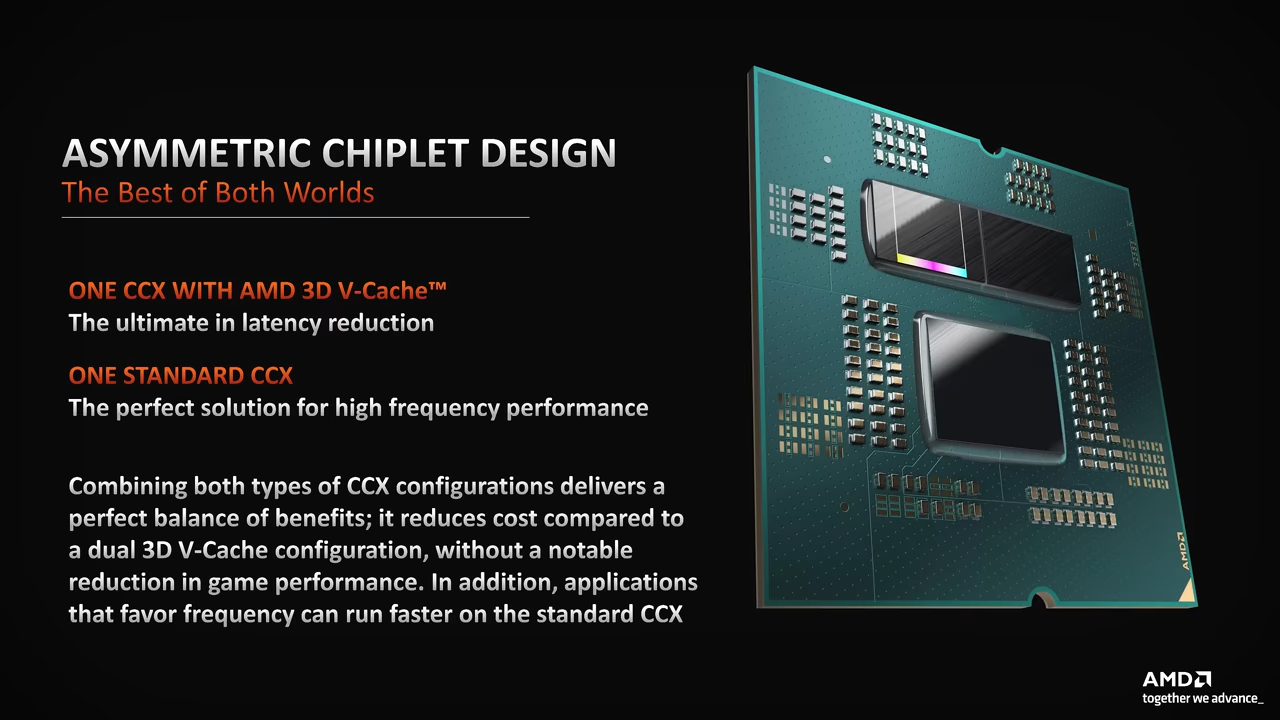 ASYMMETRIC CHIPLET DESIGN
The Best of Both Worlds
ONE CCX WITH AMD 3D V-Cache™
The ultimate in latency reduction
ONE STANDARD CCX
The perfect solution for high frequency performance
Combining both types of CCX configurations delivers a
perfect balance of benefits; it reduces cost compared to
a dual 3D V-Cache configuration, without a notable
reduction in game performance. In addition, applications
that favor frequency can run faster on the standard CCX
AMD
AMD
together we advance_